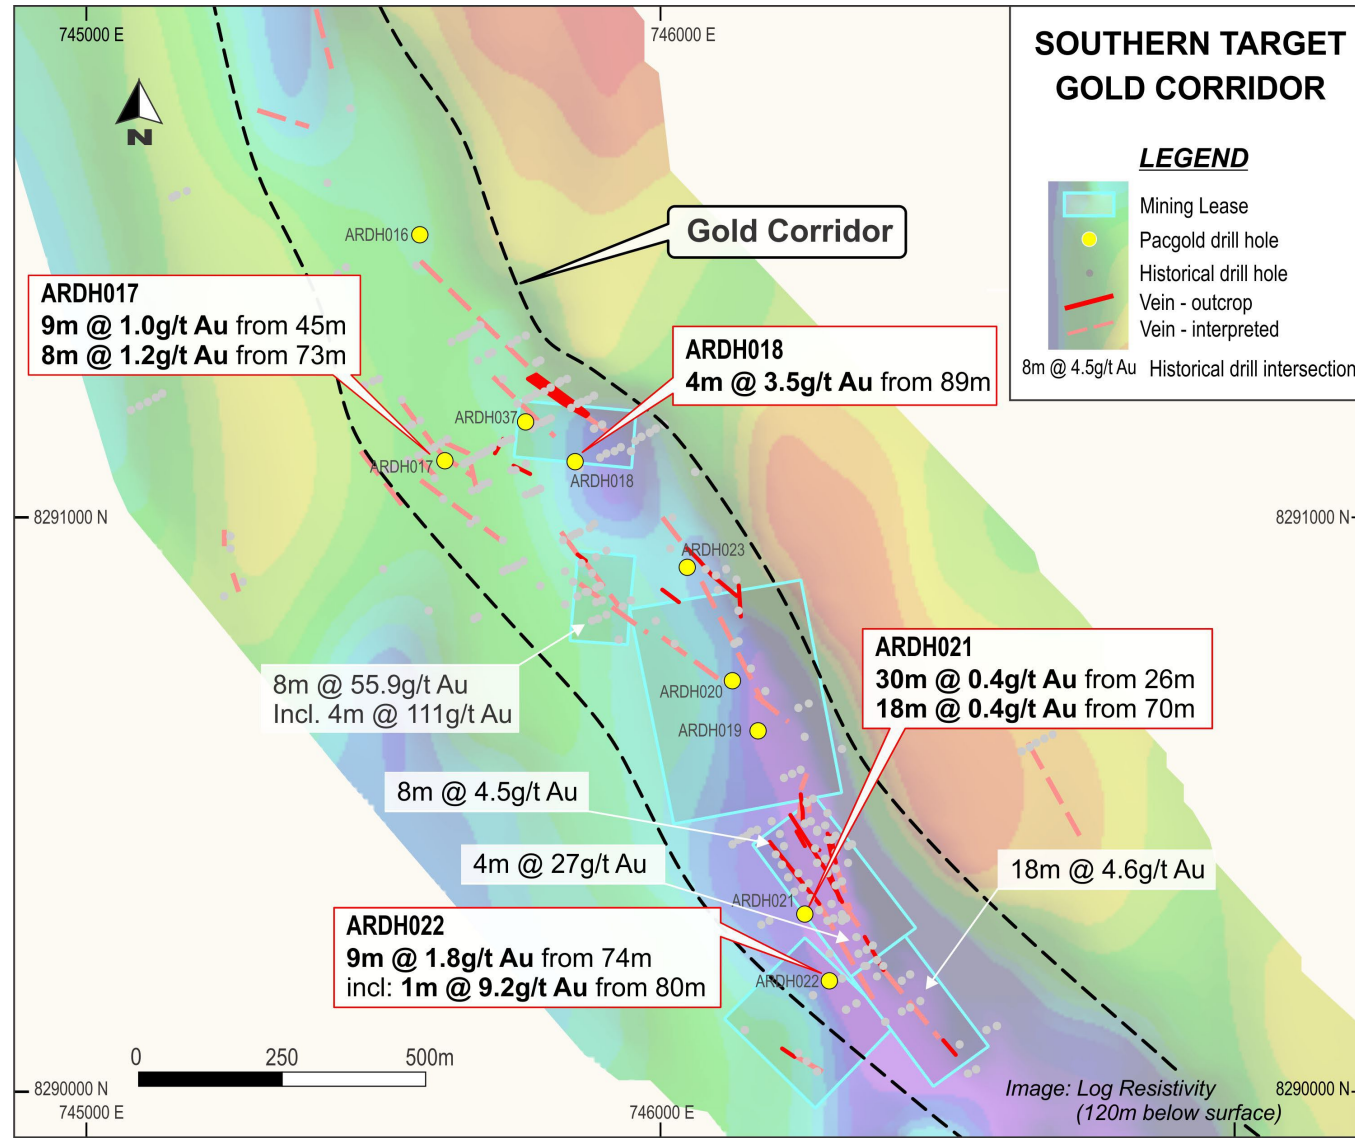 745000 E
746000 E
SOUTHERN TARGET
GOLD CORRIDOR
LEGEND
Mining Lease
Pacgold drill hole
Historical drill hole
Vein - outcrop
Vein - interpreted
8m @ 4.5g/t Au Historical drill intersection
N
Gold Corridor
ARDH016
ARDH017
9m @ 1.0g/t Au from 45m
8m @ 1.2g/t Au from 73m
ARDH018
4m @ 3.5g/t Au from 89m
ARDH037
ARDH017
ARDH018
8291000 N
8291000 N
ARDH023
ARDH021
30m @ 0.4g/t Au from 26m
18m @ 0.4g/t Au from 70m
8m @ 55.9g/t Au
Incl. 4m @ 111g/t Au
ARDH020
ARDH019
8m @ 4.5g/t Au
4m @ 27g/t Au
18m @ 4.6g/t Au
ARDH021
ARDH022
9m @ 1.8g/t Au from 74m
incl: 1m @ 9.2g/t Au from 80m
ARDH022
0 250 500m
Image: Log Resistivity
(120m below surface)
8290000 N
8290000 N
745000 E
746000 E